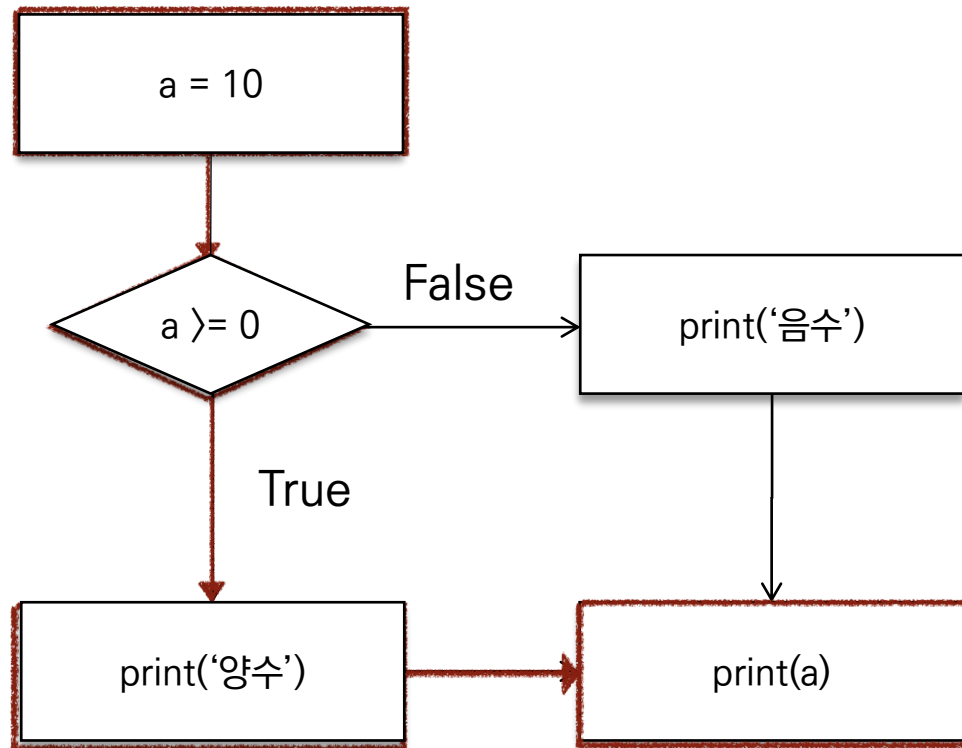 a = 10
a >= 0
False
print(‘음수’)
True
print(‘양수’)
print(a)